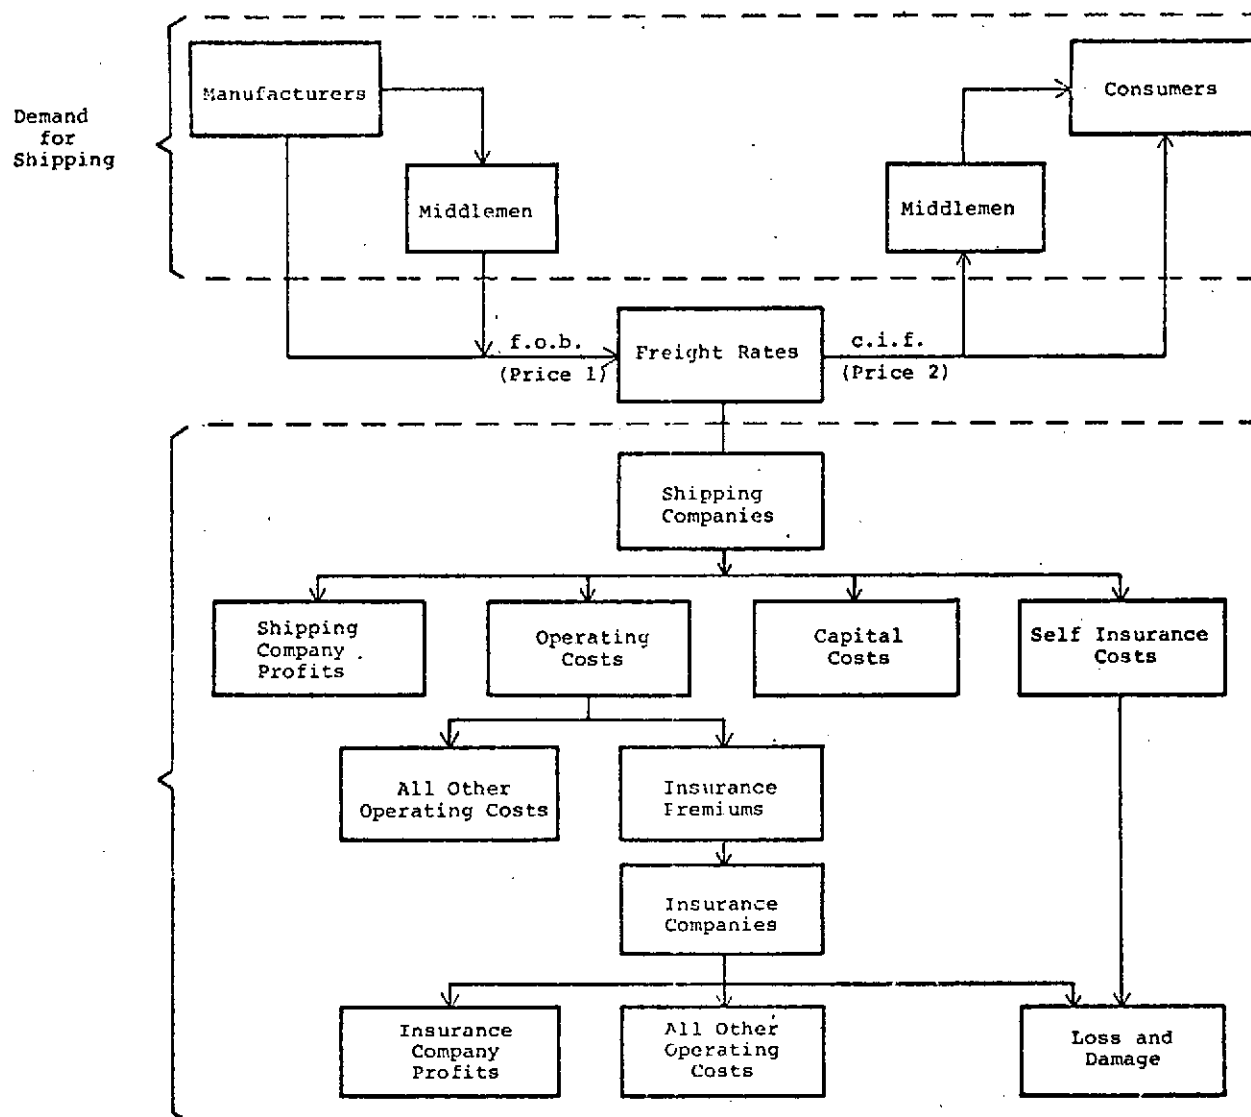 Manufacturers
Consumers
Demand
for
Shipping
Middlemen
Middlemen
f.o.b.
(Price 1)
Freight Rates
c.i.f.
(Price 2)
Shipping
Companies
Shipping
Company
Profits
Operating
Costs
Capital
Costs
Self Insurance
Costs
All Other
Operating Costs
Insurance
Premiums
Insurance
Companies
Insurance
Company
Profits
All Other
Operating
Costs
Loss and
Damage